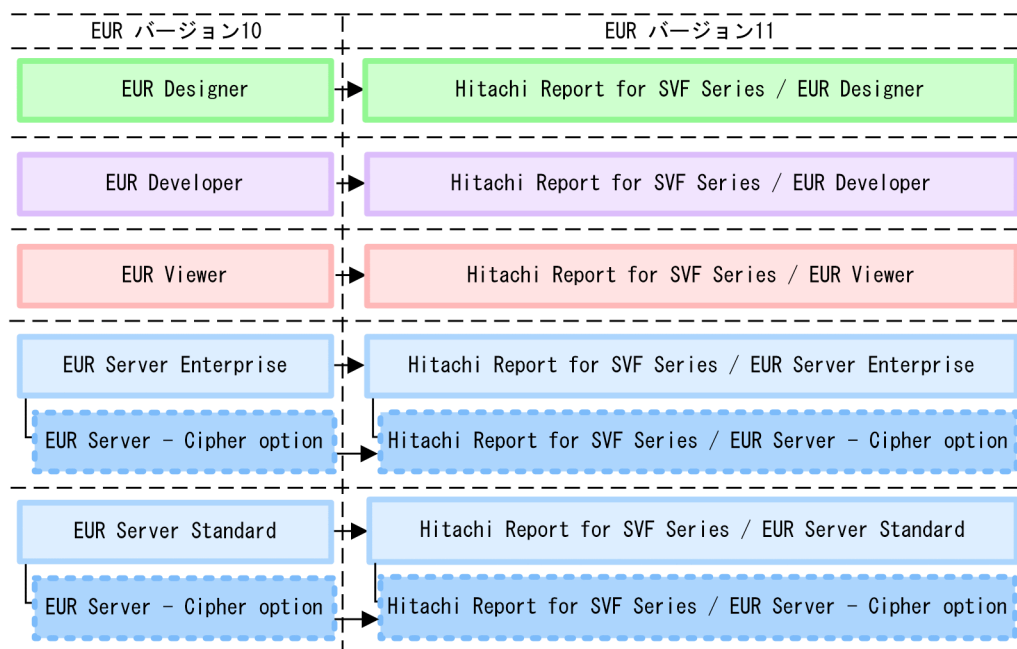 EUR バージョン10
EUR バージョン11
EUR Designer
Hitachi Report for SVF Series / EUR Designer
EUR Developer
Hitachi Report for SVF Series / EUR Developer
EUR Viewer
Hitachi Report for SVF Series / EUR Viewer
EUR Server Enterprise
Hitachi Report for SVF Series / EUR Server Enterprise
EUR Server − Cipher option
Hitachi Report for SVF Series / EUR Server − Cipher option
EUR Server Standard
Hitachi Report for SVF Series / EUR Server Standard
EUR Server − Cipher option
Hitachi Report for SVF Series / EUR Server − Cipher option